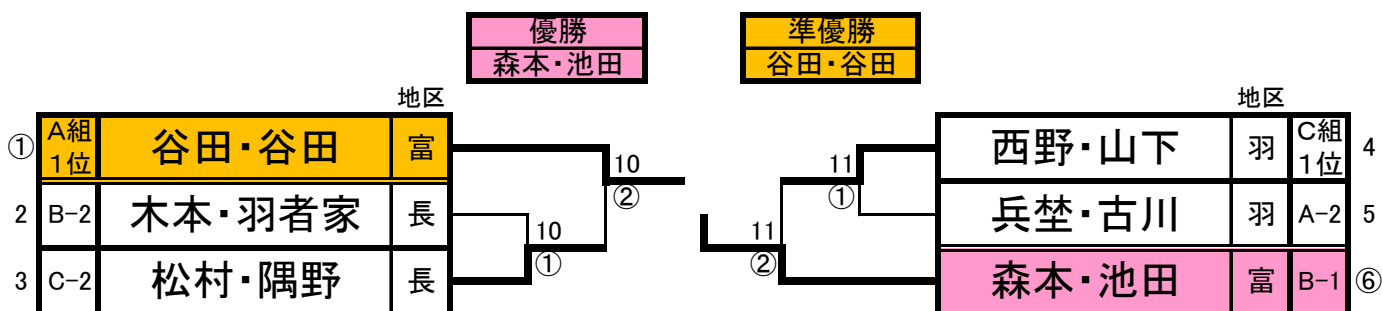 優勝
森本・池田
準優勝
谷田・谷田
地区
地区
① A組1位 谷田・谷田 富
2 B-2 木本・羽者家 長
3 C-2 松村・隅野 長
10
②
10
①
11
①
11
②
西野・山下 羽 C組1位 4
兵埜・古川 羽 A-2 5
森本・池田 富 B-1 ⑥